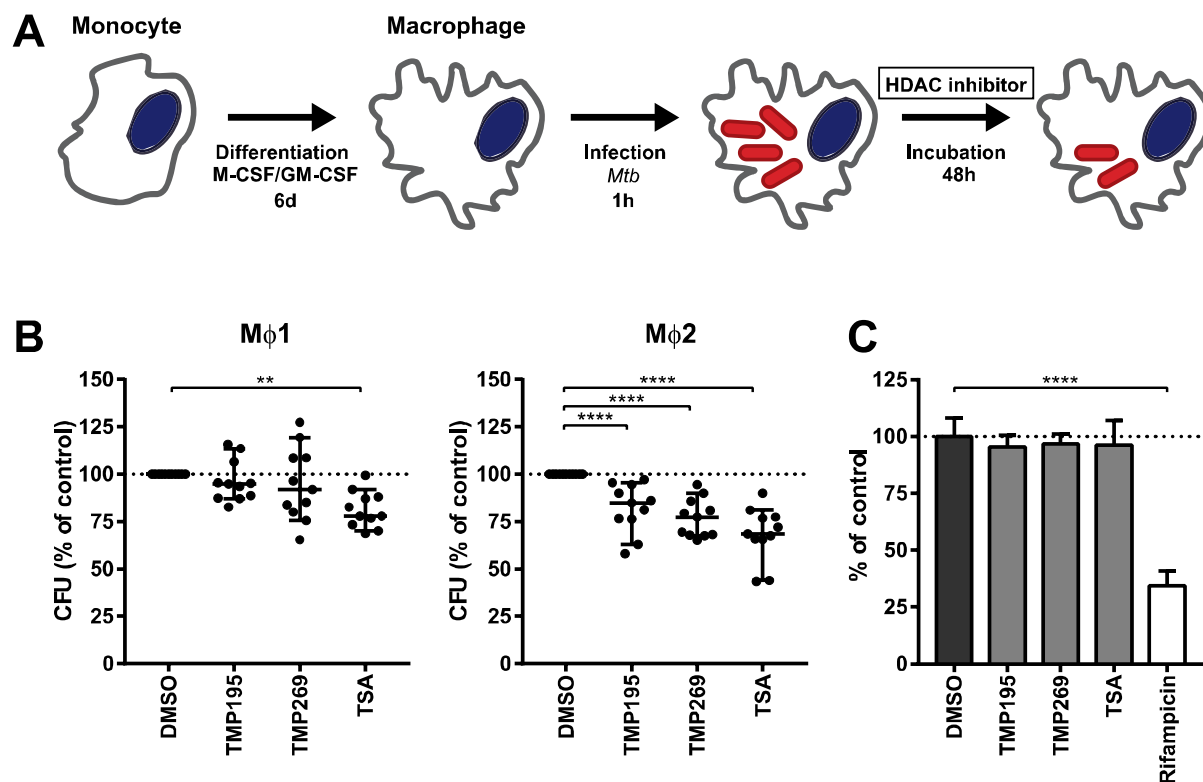 A
Monocyte
Macrophage
HDAC inhibitor
Differentiation
M-CSF/GM-CSF
6d
Infection
Mtb
1h
Incubation
48h
B
Mϕ1
CFU (% of control)
150
125
100
75
50
25
0
**
DMSO
TMP195
TMP269
TSA
Mϕ2
CFU (% of control)
150
125
100
75
50
25
0
****
****
****
DMSO
TMP195
TMP269
TSA
C
% of control
125
100
75
50
25
0
****
DMSO
TMP195
TMP269
TSA
Rifampicin